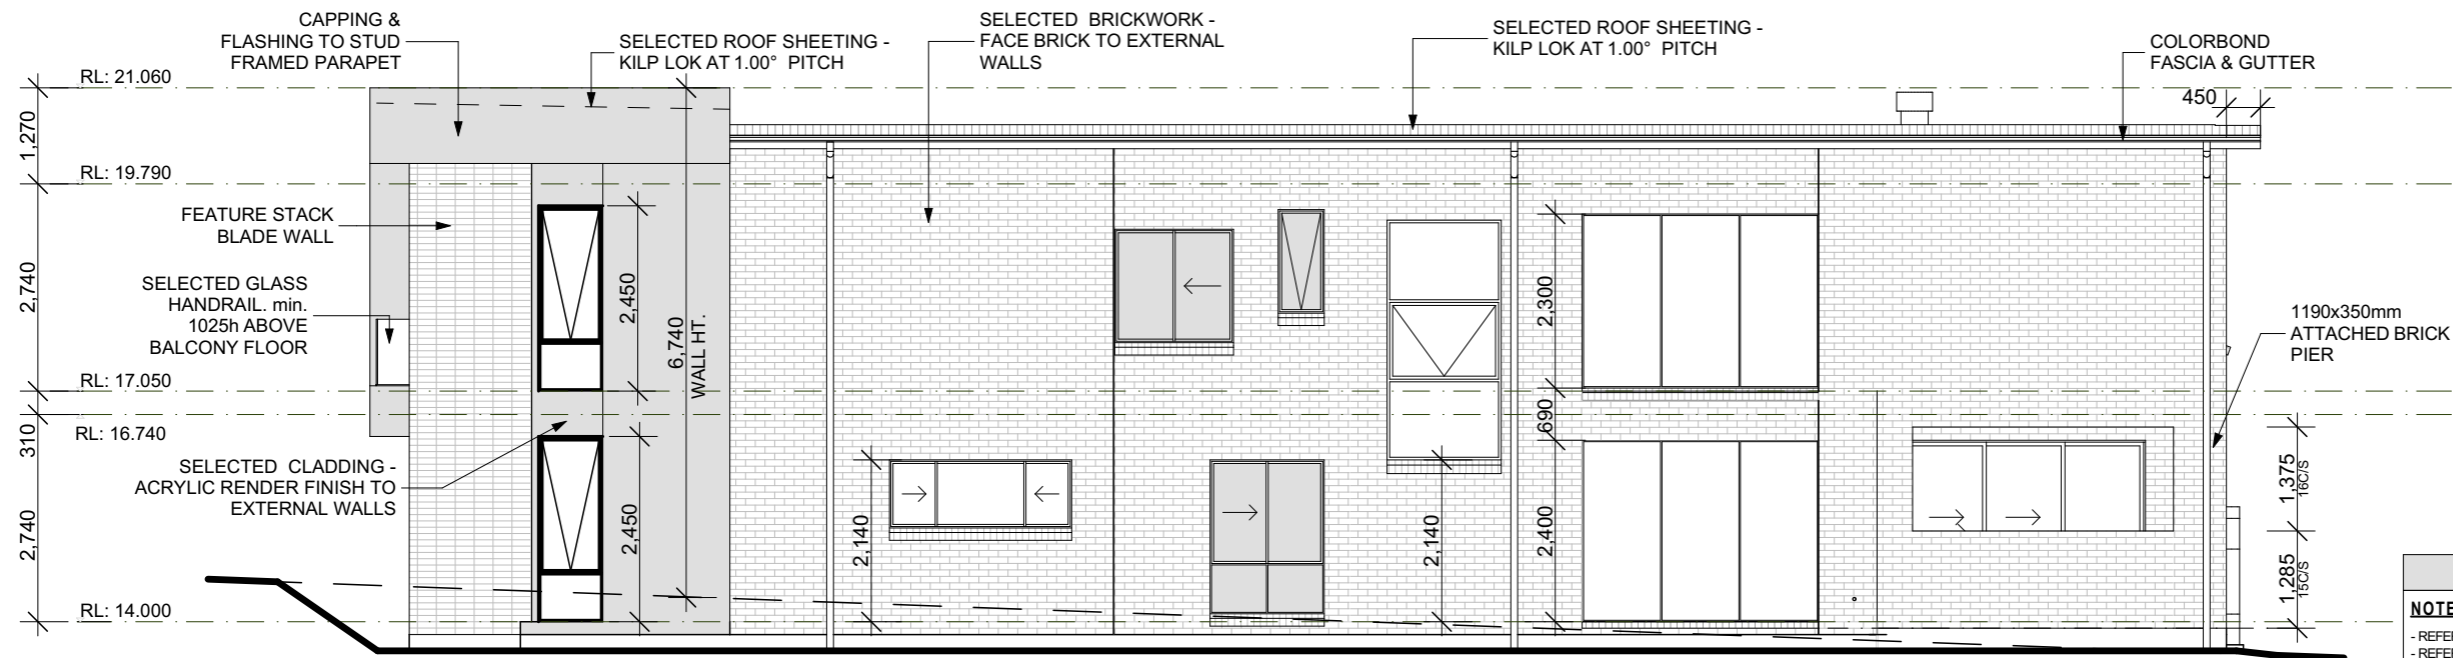 CAPPING &
FLASHING TO STUD
FRAMED PARAPET
SELECTED ROOF SHEETING -
KILP LOK AT 1.00° PITCH
SELECTED BRICKWORK -
FACE BRICK TO EXTERNAL
WALLS
SELECTED ROOF SHEETING -
KILP LOK AT 1.00° PITCH
COLORBOND
FASCIA & GUTTER
450
RL: 21.060
1,270
RL: 19.790
FEATURE STACK
BLADE WALL
2,740
SELECTED GLASS
HANDRAIL. min.
1025h ABOVE
BALCONY FLOOR
RL: 17.050
310
RL: 16.740
SELECTED CLADDING -
ACRYLIC RENDER FINISH TO
EXTERNAL WALLS
2,740
RL: 14.000
2,450
2,450
6,740
WALL HT.
2,140
2,140
2,300
690
2,400
1190x350mm
ATTACHED BRICK
PIER
1,375
16C/S
1,285
15C/S
NOTE
- REFE
- REFE